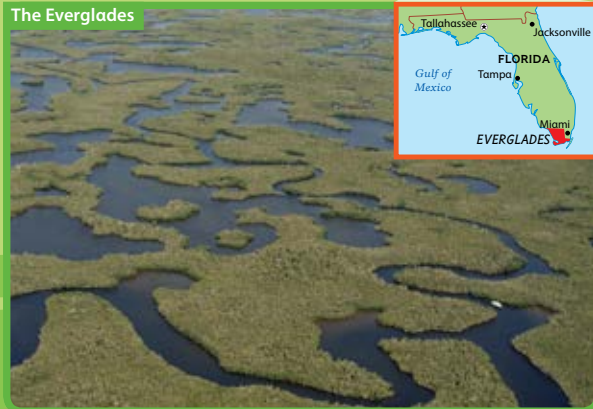 The Everglades
Tallahassee
Jacksonville
FLORIDA
Gulf of
Mexico
Tampa
Miami
EVERGLADES